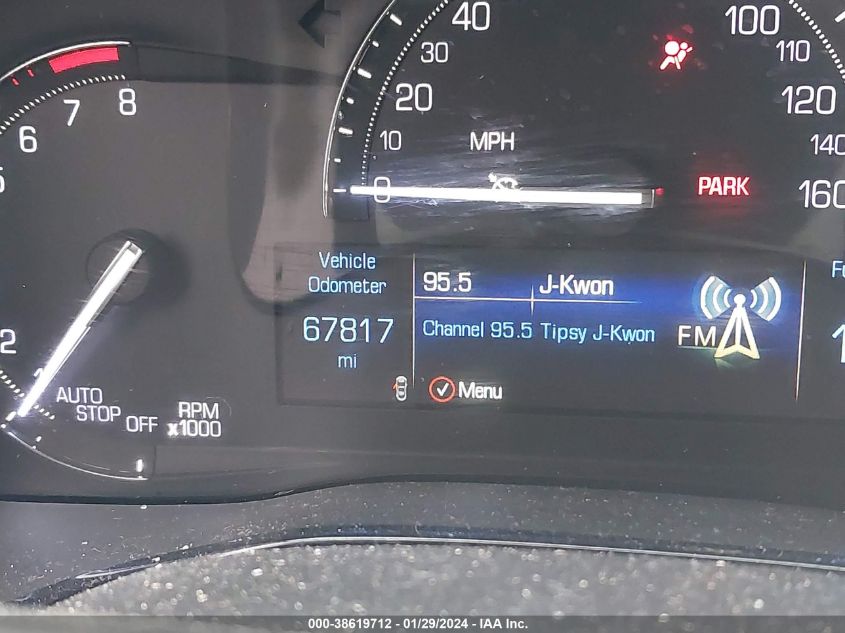 40
100
30
110
7
8
20
120
6
10
MPH
140
0
PARK
160
Vehicle
Odometer
95.5
J-Kwon
67817
mi
Channel 95.5 Tipsy J-Kwon
FM
2
1
AUTO
STOP
OFF
RPM
x1000
Menu
000-38619712 - 01/29/2024 - IAA Inc.